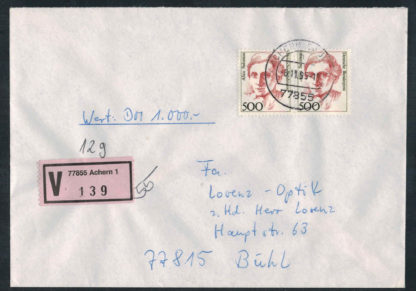 500
500
77855
Wert: DM 1.000.-
12g
V
77855 Achern 1
139
Fa.
Lorenz-Optik
z. Hd. Herr Lorenz
Hauptstr. 63
77815 Bühl